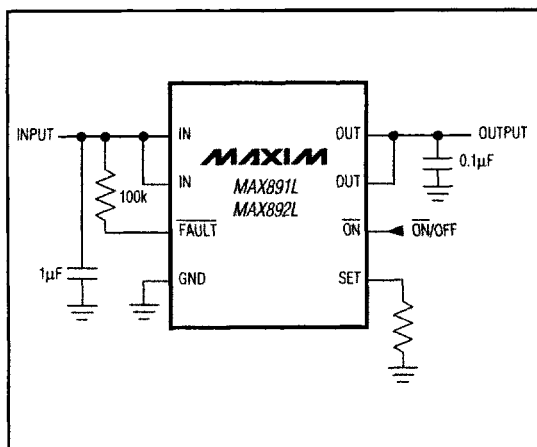 INPUT
IN
MAXIM
OUT
OUTPUT
0.1μF
100k
IN
MAX891L
OUT
MAX892L
FAULT
ON
ON/OFF
1μF
GND
SET